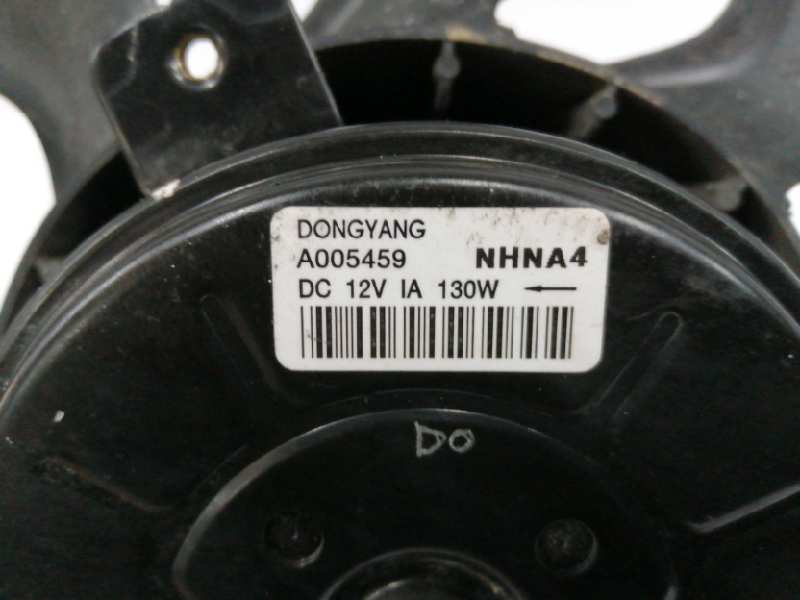 DONGYANG
A005459 NHNA4
DC 12V IA 130W ←
DO